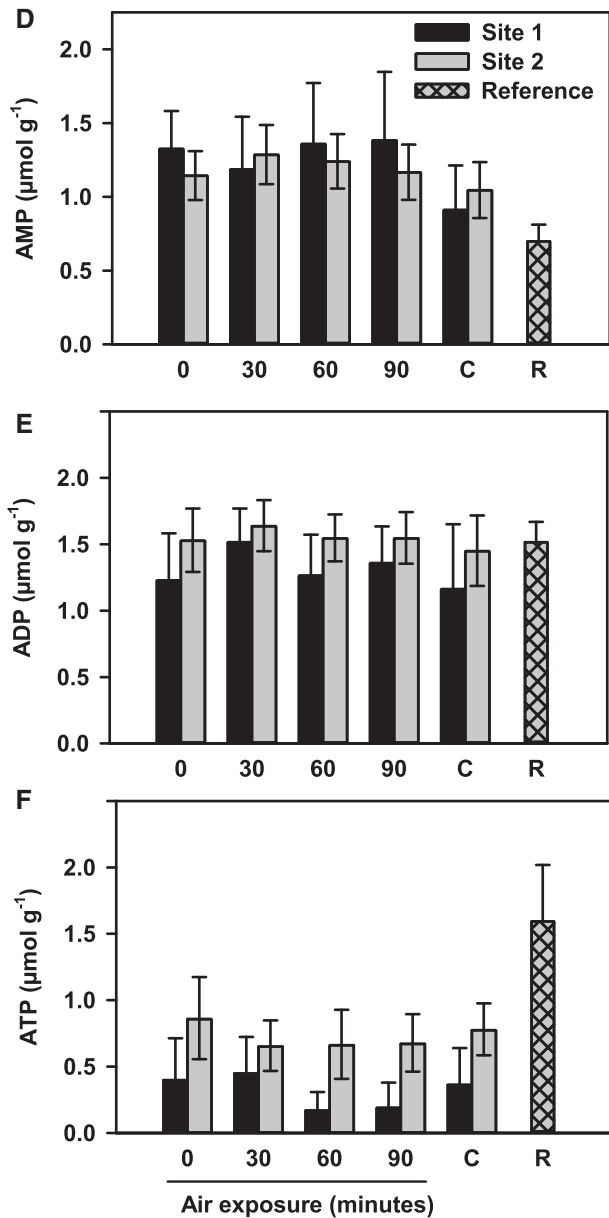 D
Site 1
Site 2
Reference
AMP (µmol g-1)
2.0
1.5
1.0
0.5
0.0
0 30 60 90 C R
E
ADP (µmol g-1)
2.0
1.5
1.0
0.5
0.0
0 30 60 90 C R
F
ATP (µmol g-1)
2.0
1.5
1.0
0.5
0.0
0 30 60 90 C R
Air exposure (minutes)